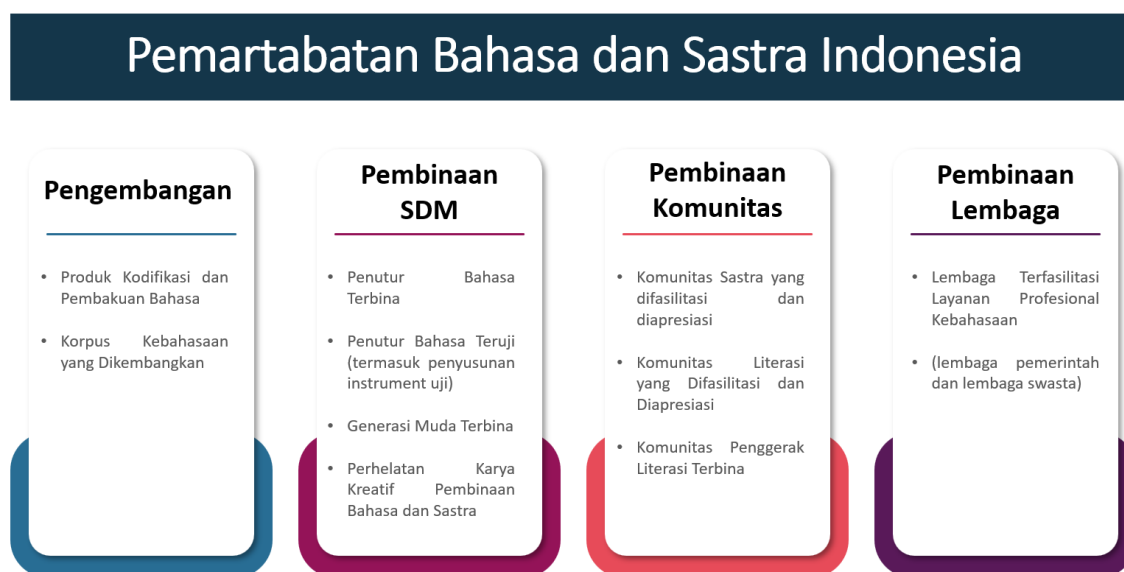 Pemartabatan Bahasa dan Sastra Indonesia
Pengembangan
• Produk Kodifikasi dan
Pembakuan Bahasa
• Korpus Kebahasaan
yang Dikembangkan
Pembinaan
SDM
• Penutur Bahasa
Terbina
• Penutur Bahasa Teruji
(termasuk penyusunan
instrument uji)
• Generasi Muda Terbina
• Perhelatan Karya
Kreatif Pembinaan
Bahasa dan Sastra
Pembinaan
Komunitas
• Komunitas Sastra yang
difasilitasi dan
diapresiasi
• Komunitas Literasi
yang Difasilitasi dan
Diapresiasi
• Komunitas Penggerak
Literasi Terbina
Pembinaan
Lembaga
• Lembaga Terfasilitasi
Layanan Profesional
Kebahasaan
• (lembaga pemerintah
dan lembaga swasta)